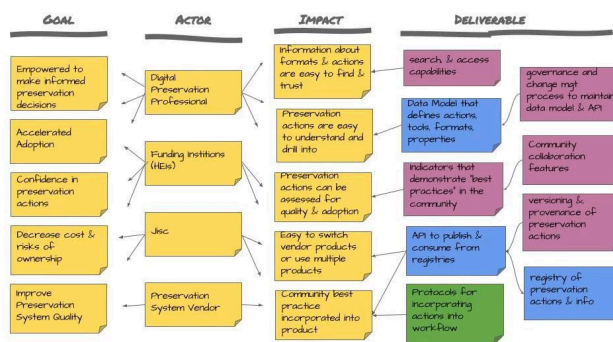 GOAL
ACTOR
IMPACT
DELIVERABLE
Empowered to
make informed
preservation
decisions
Accelerated
Adoption
Confidence in
preservation
actions
Decrease cost &
risks of
ownership
Improve
Preservation
System Quality
Digital
Preservation
Professional
Funding Institions
(HEIs)
Jisc
Preservation
System Vendor
Information about
formats & actions
are easy to find &
trust
Preservation
actions are easy
to understand and
drill into
Preservation
actions can be
assessed for
quality & adoption
Easy to switch
vendor products
or use multiple
products
Community best
practice
incorporated into
product
search, & access
capabilities
Data Model that
defines actions,
tools, formats,
properties
Indicators that
demonstrate "best
practices" in the
community
API to publish &
consume from
registries
Protocols for
incorporating
actions into
workflow
governance and
change mgt
process to maintain
data model & API
Community
collaboration
features
versioning &,
provenance of
preservation
actions
registry of
preservation
actions & info